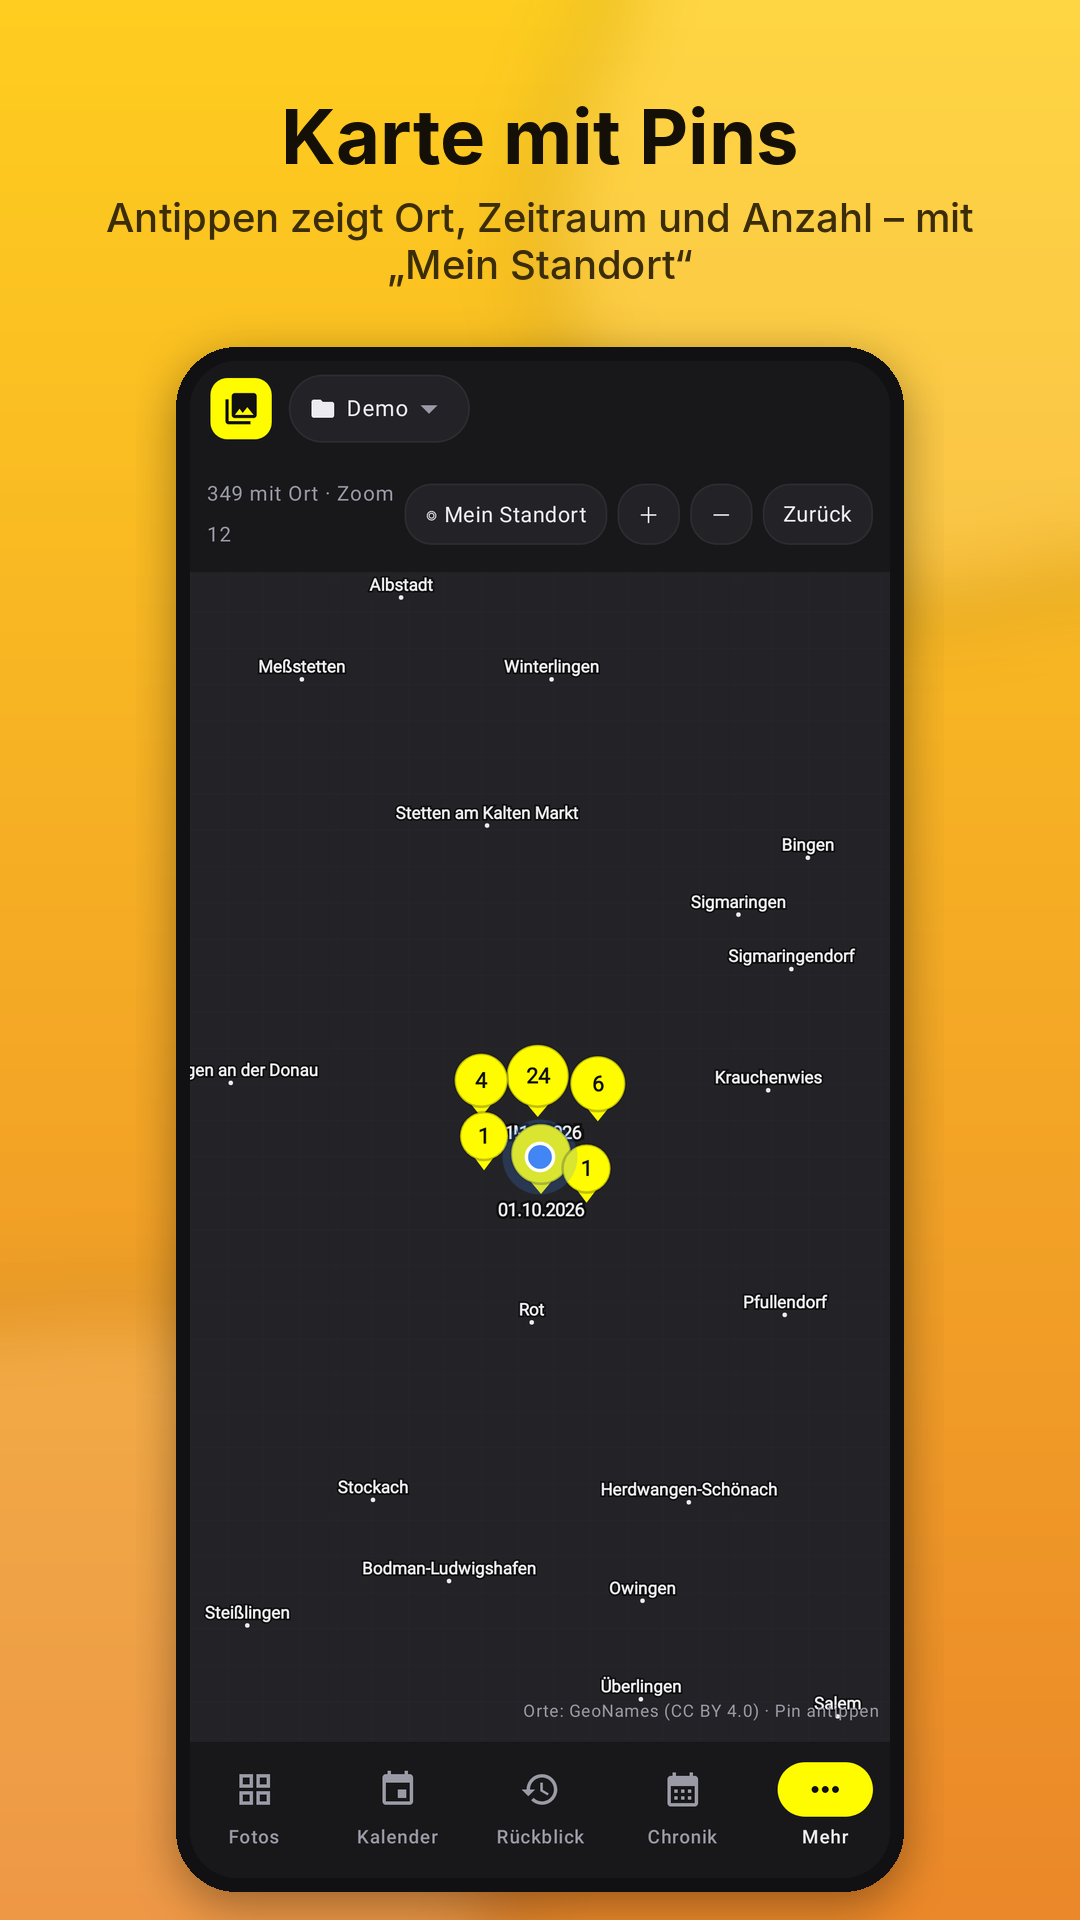 Karte mit Pins
Antippen zeigt Ort, Zeitraum und Anzahl – mit
„Mein Standort“
Demo
349 mit Ort · Zoom
12
Mein Standort
+
−
Zurück
Albstadt
Meßstetten
Winterlingen
Stetten am Kalten Markt
Bingen
Sigmaringen
Sigmaringendorf
gen an der Donau
4
24
6
Krauchenwies
1
1
01.10.2026
Rot
Pfullendorf
Stockach
Herdwangen-Schönach
Bodman-Ludwigshafen
Owingen
Steißlingen
Überlingen
Salem
Orte: GeoNames (CC BY 4.0) · Pin antippen
Fotos
Kalender
Rückblick
Chronik
Mehr